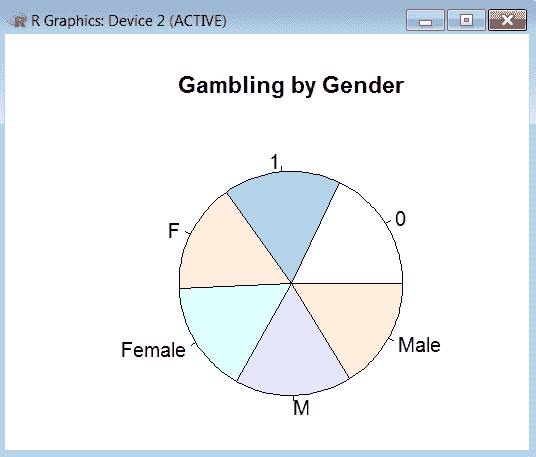 R Graphics: Device 2 (ACTIVE)
Gambling by Gender
1
0
F
Female
Male
M